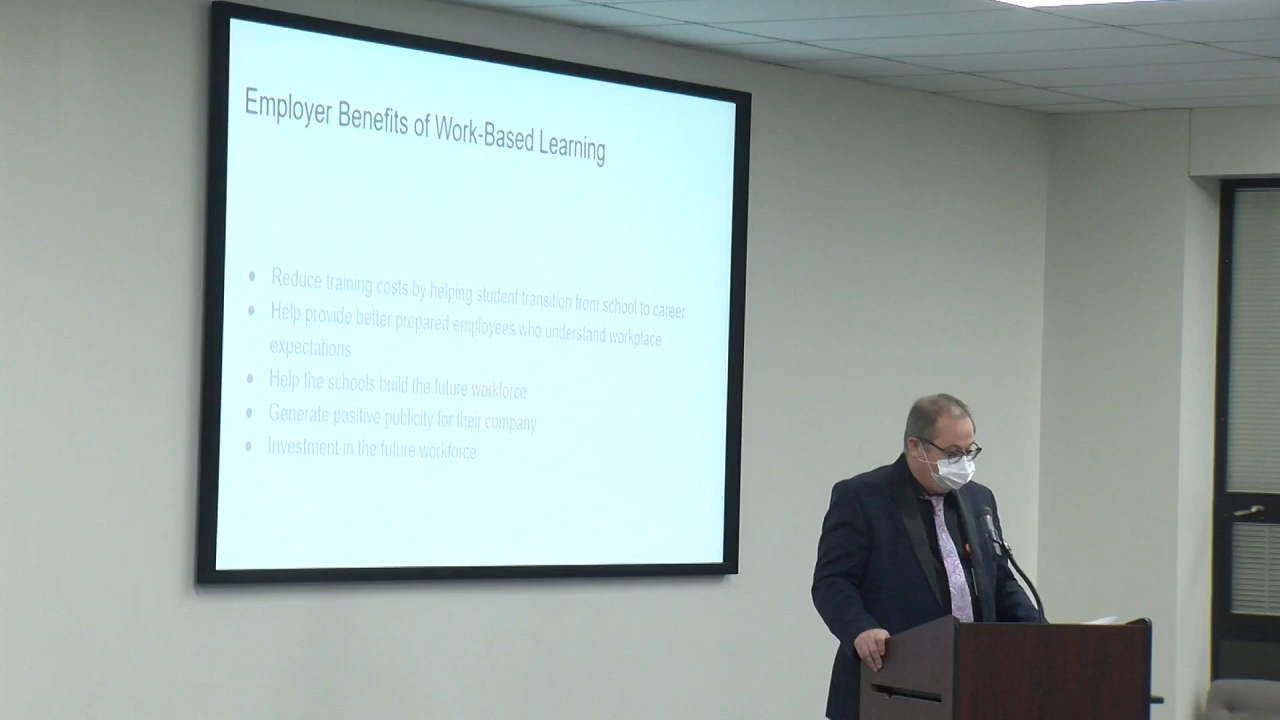 Employer Benefits of Work-Based Learning
● Reduce training costs by helping student transition from school to career
● Help provide better prepared employees who understand workplace
expectations
● Help the schools build the future workforce
● Generate positive publicity for their company
● Investment in the future workforce